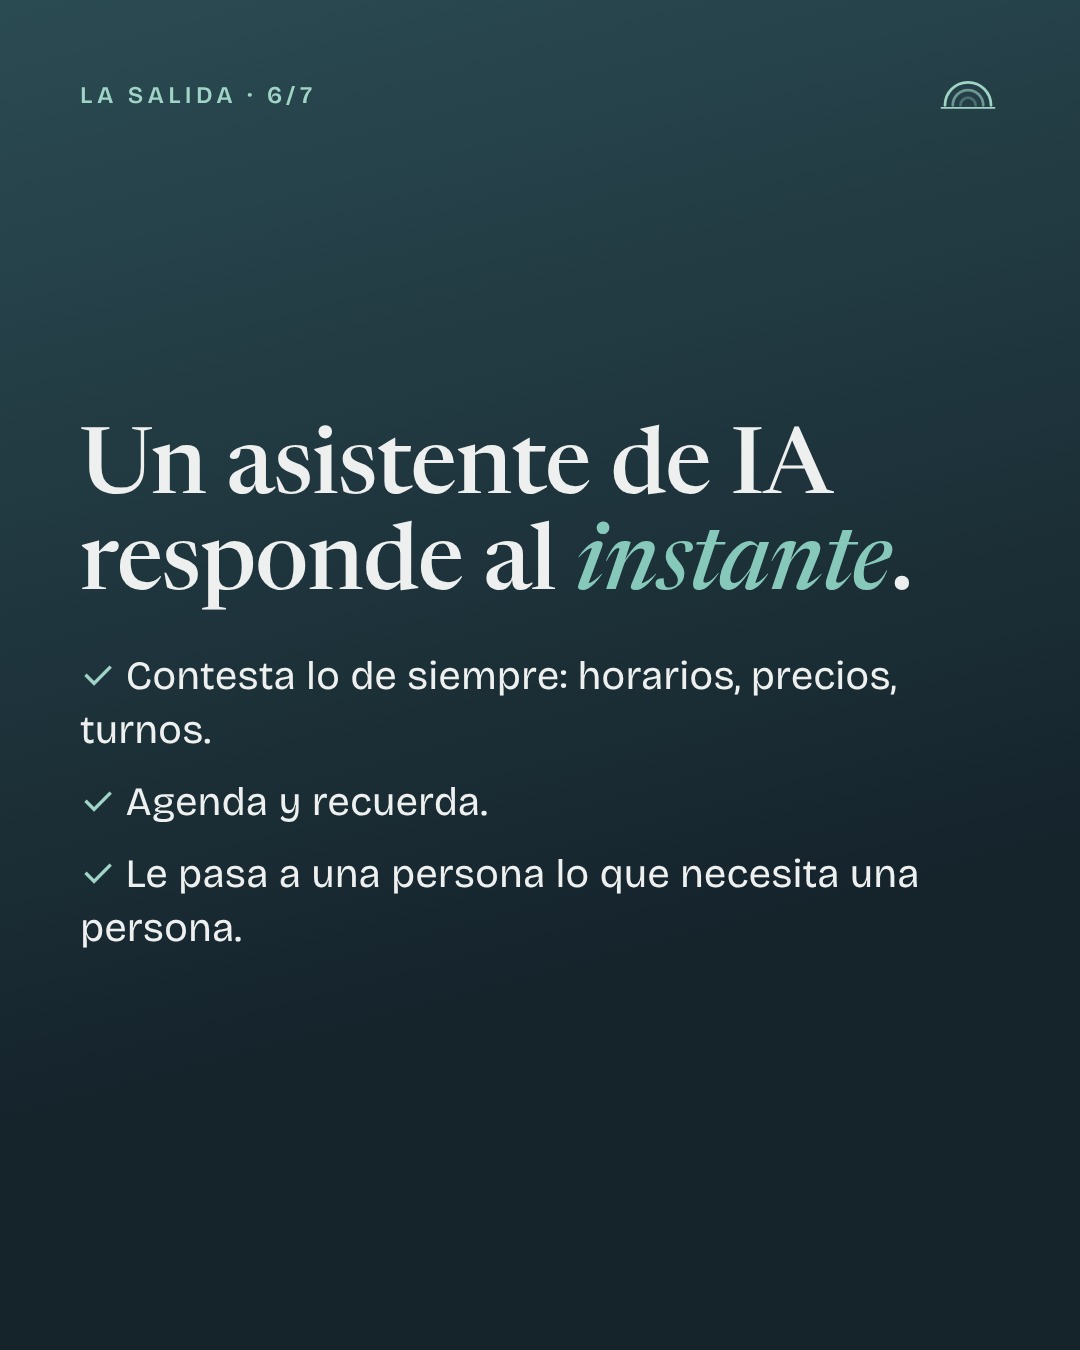 LA SALIDA · 6/7
Un asistente de IA
responde al instante.
✓ Contesta lo de siempre: horarios, precios,
turnos.
✓ Agenda y recuerda.
✓ Le pasa a una persona lo que necesita una
persona.